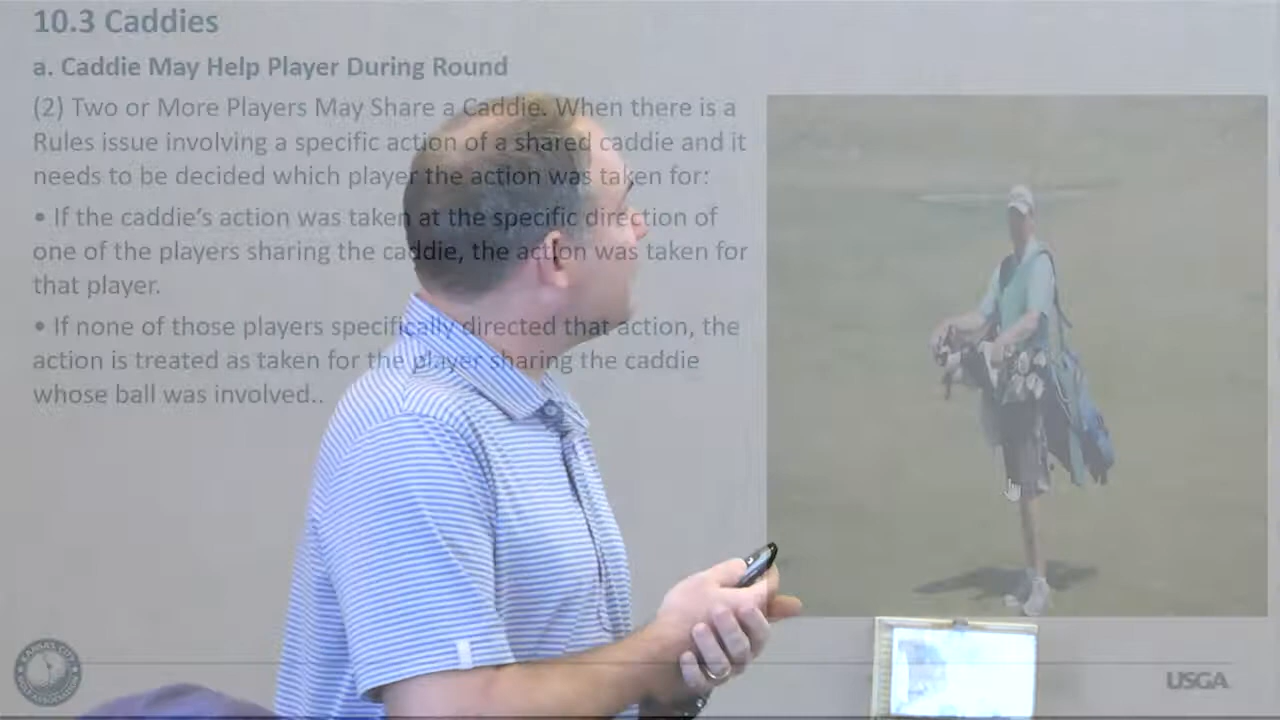 10.3 Caddies
a. Caddie May Help Player During Round
(2) Two or More Players May Share a Caddie. When there is a
Rules issue involving a specific action of a shared caddie and it
needs to be decided which player the action was taken for:
• If the caddie’s action was taken at the specific direction of
one of the players sharing the caddie, the action was taken for
that player.
• If none of those players specifically directed that action, the
action is treated as taken for the player sharing the caddie
whose ball was involved..
KANSAS CITY
GOLF ASSOCIATION
USGA